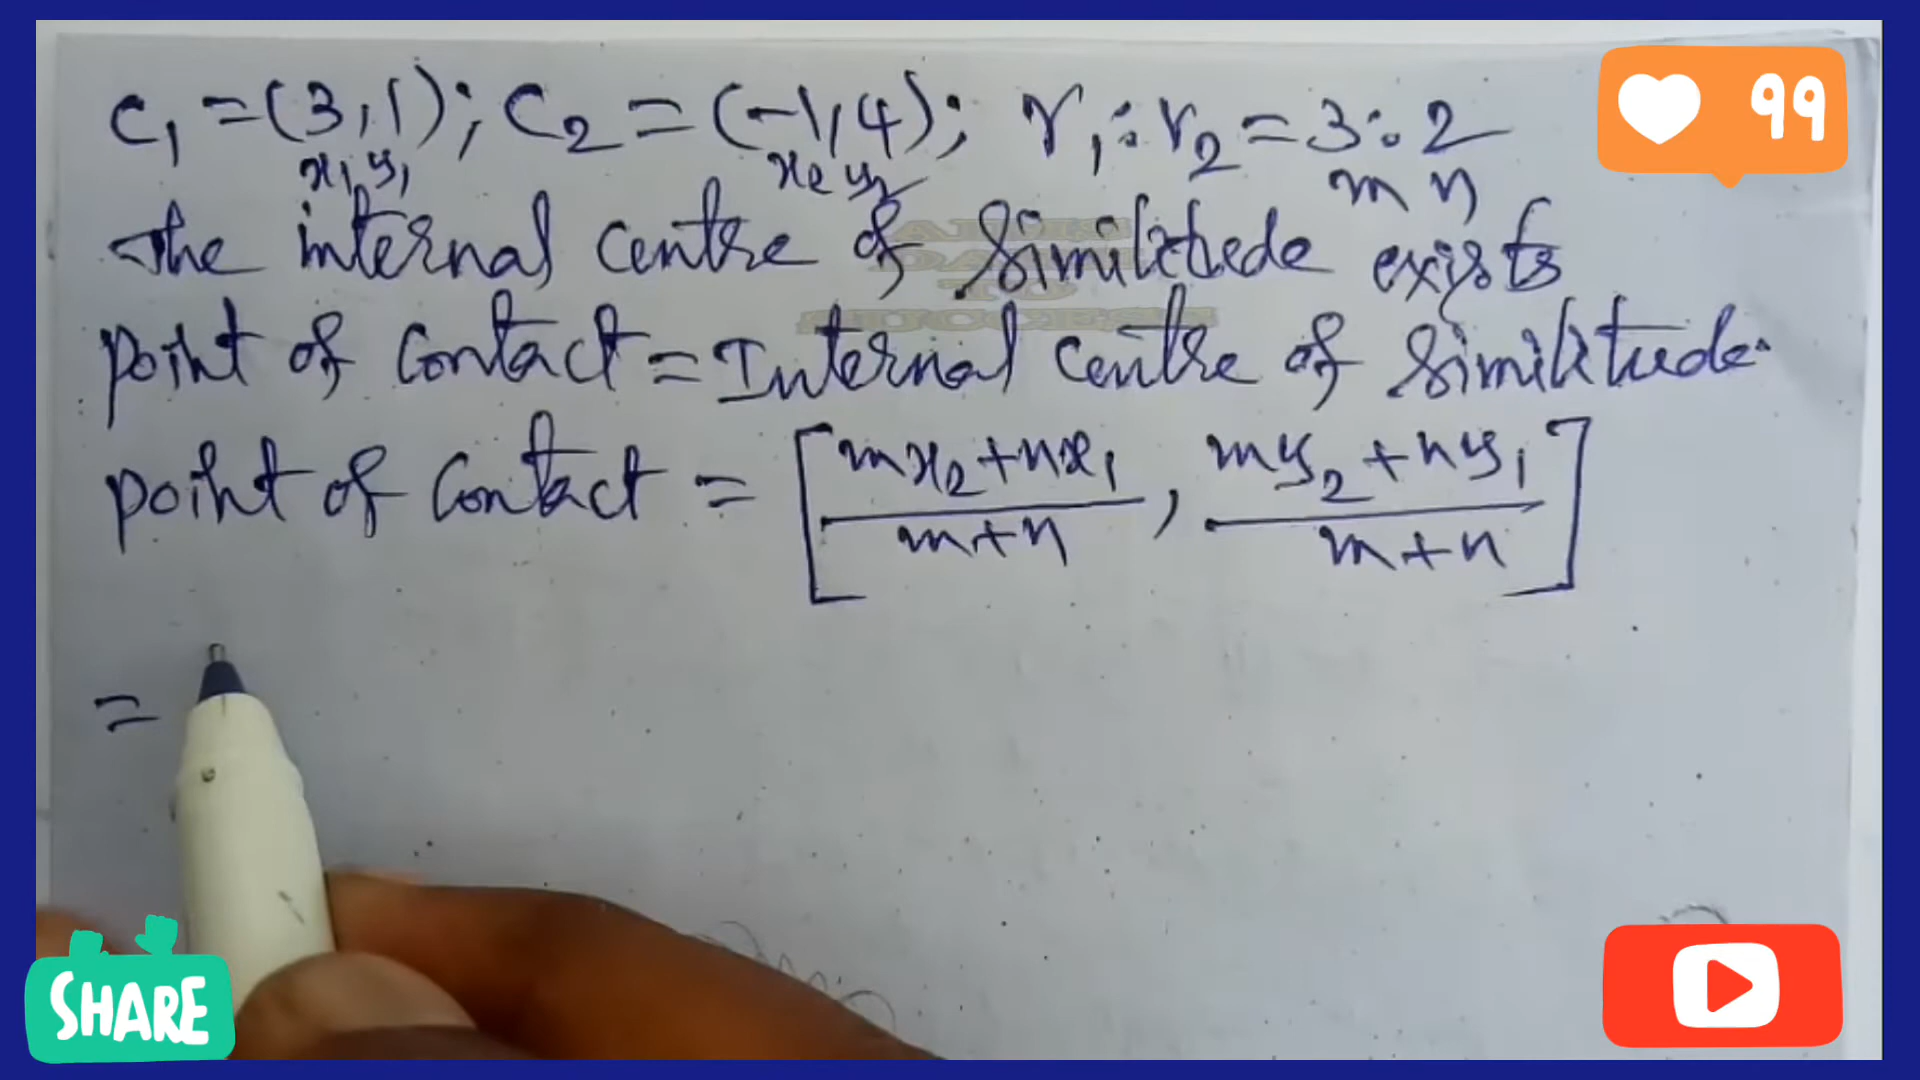 C₁ = (3,1); C₂ = (-1,4); r₁:r₂ = 3:2
x₁ y₁ x₂ y₂ m n
The internal centre of Similitude exists
point of contact = Internal centre of Similitude.
point of contact = [(mx₂+nx₁)/(m+n), (my₂+ny₁)/(m+n)]
=
99
SHARE